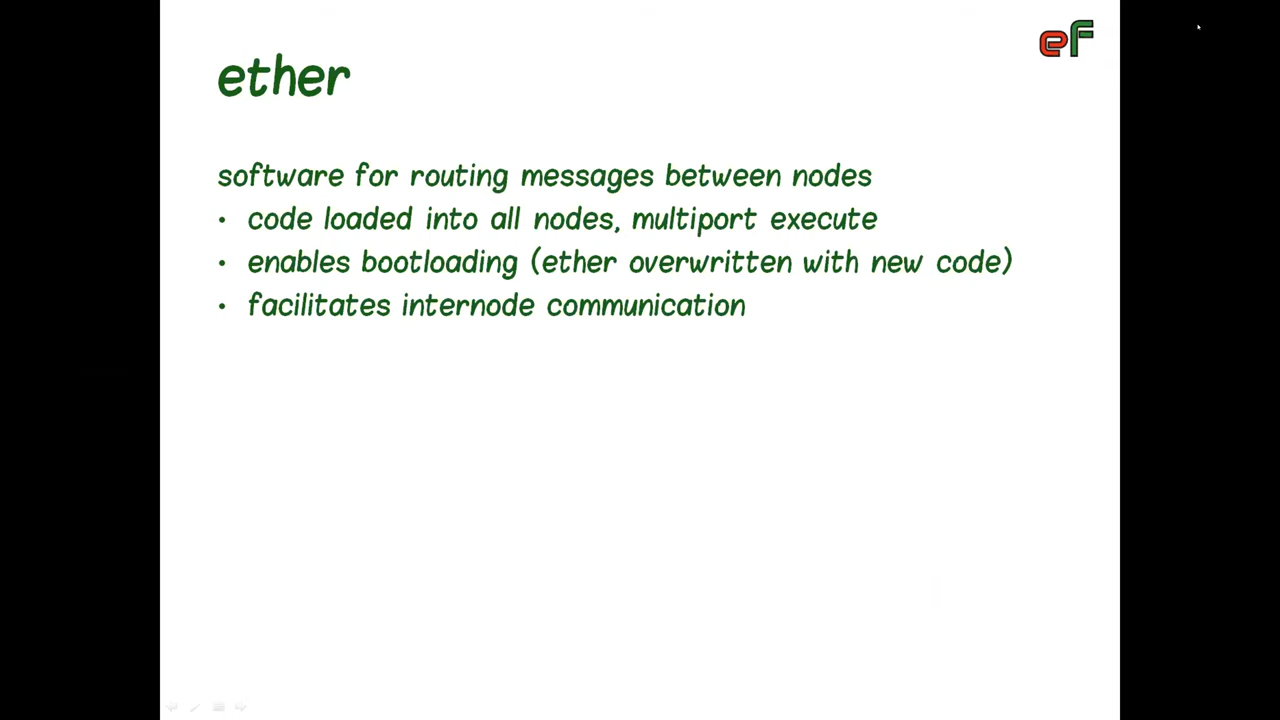 eF
ether
software for routing messages between nodes
• code loaded into all nodes, multiport execute
• enables bootloading (ether overwritten with new code)
• facilitates internode communication